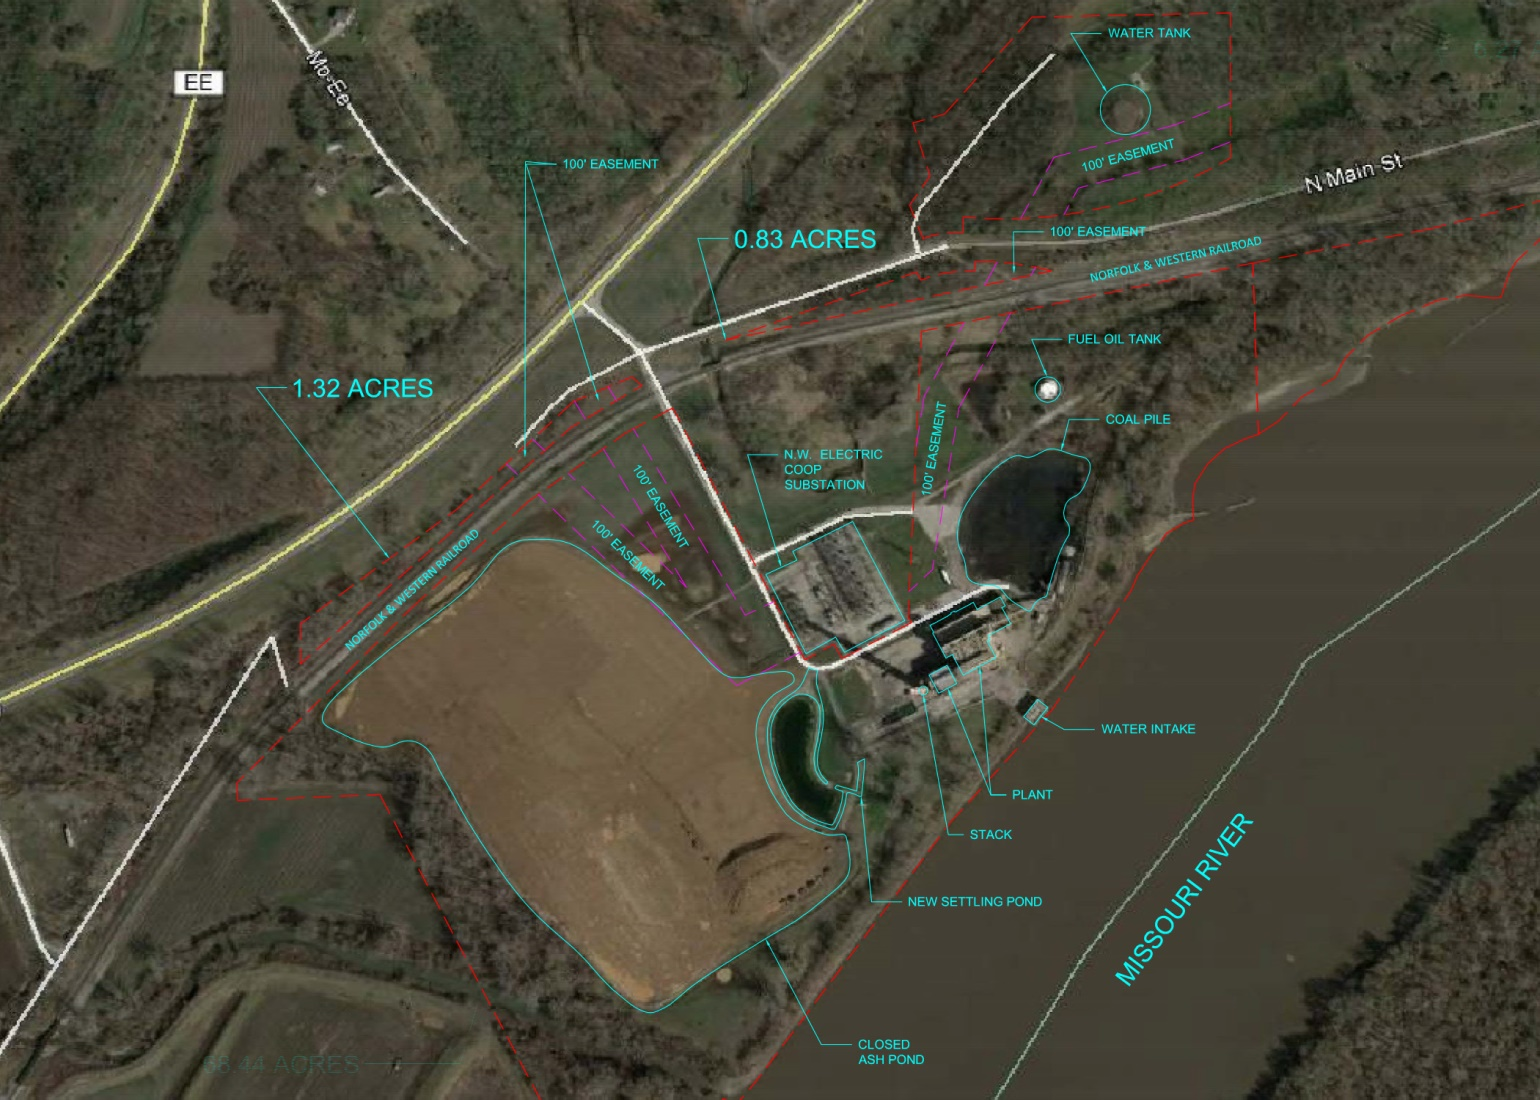 WATER TANK
EE
Mo-Ee
100' EASEMENT
100' EASEMENT
N Main St
0.83 ACRES
100' EASEMENT
NORFOLK & WESTERN RAILROAD
FUEL OIL TANK
1.32 ACRES
COAL PILE
100' EASEMENT
N.W. ELECTRIC
COOP
SUBSTATION
100' EASEMENT
100' EASEMENT
NORFOLK & WESTERN RAILROAD
WATER INTAKE
PLANT
STACK
MISSOURI RIVER
NEW SETTLING POND
CLOSED
ASH POND
68.44 ACRES